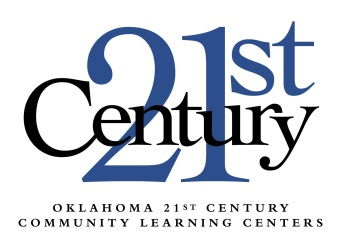 21st
Century
OKLAHOMA 21ST CENTURY
COMMUNITY LEARNING CENTERS